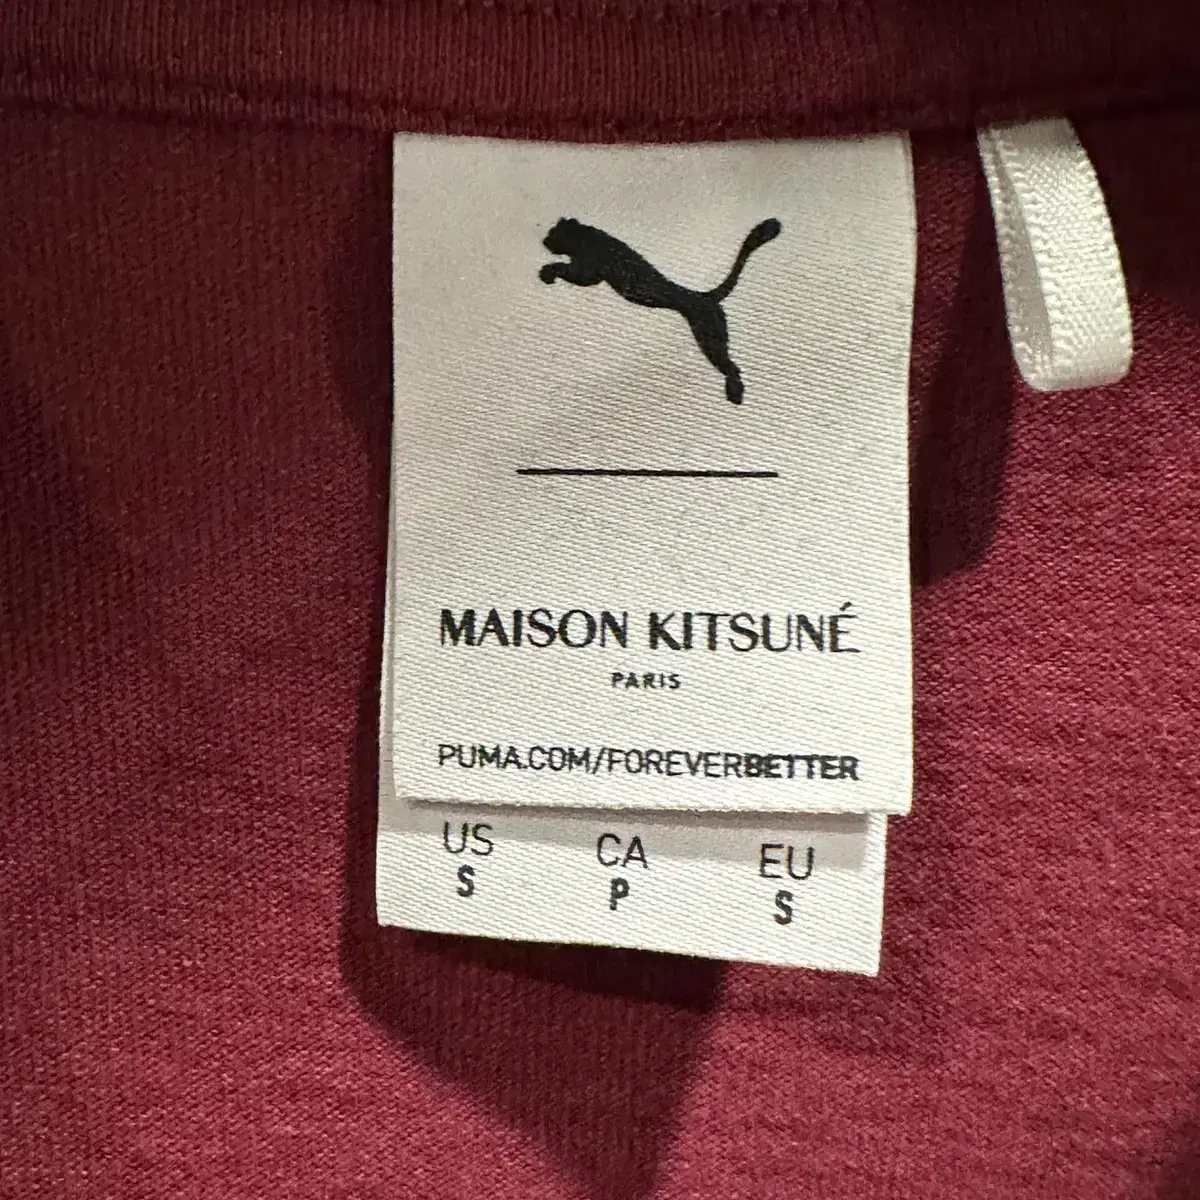 MAISON KITSUNÉ
PARIS
PUMA.COM/FOREVERBETTER
US CA EU
S P S